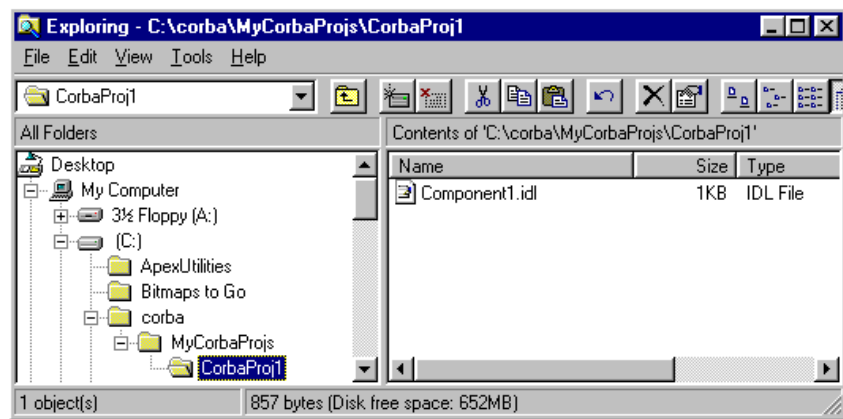 Exploring - C:\corba\MyCorbaProjs\CorbaProj1
File Edit View Tools Help
CorbaProj1
All Folders
Contents of 'C:\corba\MyCorbaProjs\CorbaProj1'
Desktop
My Computer
3½ Floppy (A:)
(C:)
ApexUtilities
Bitmaps to Go
corba
MyCorbaProjs
CorbaProj1
Name Size Type
Component1.idl 1KB IDL File
1 object(s) 857 bytes (Disk free space: 652MB)